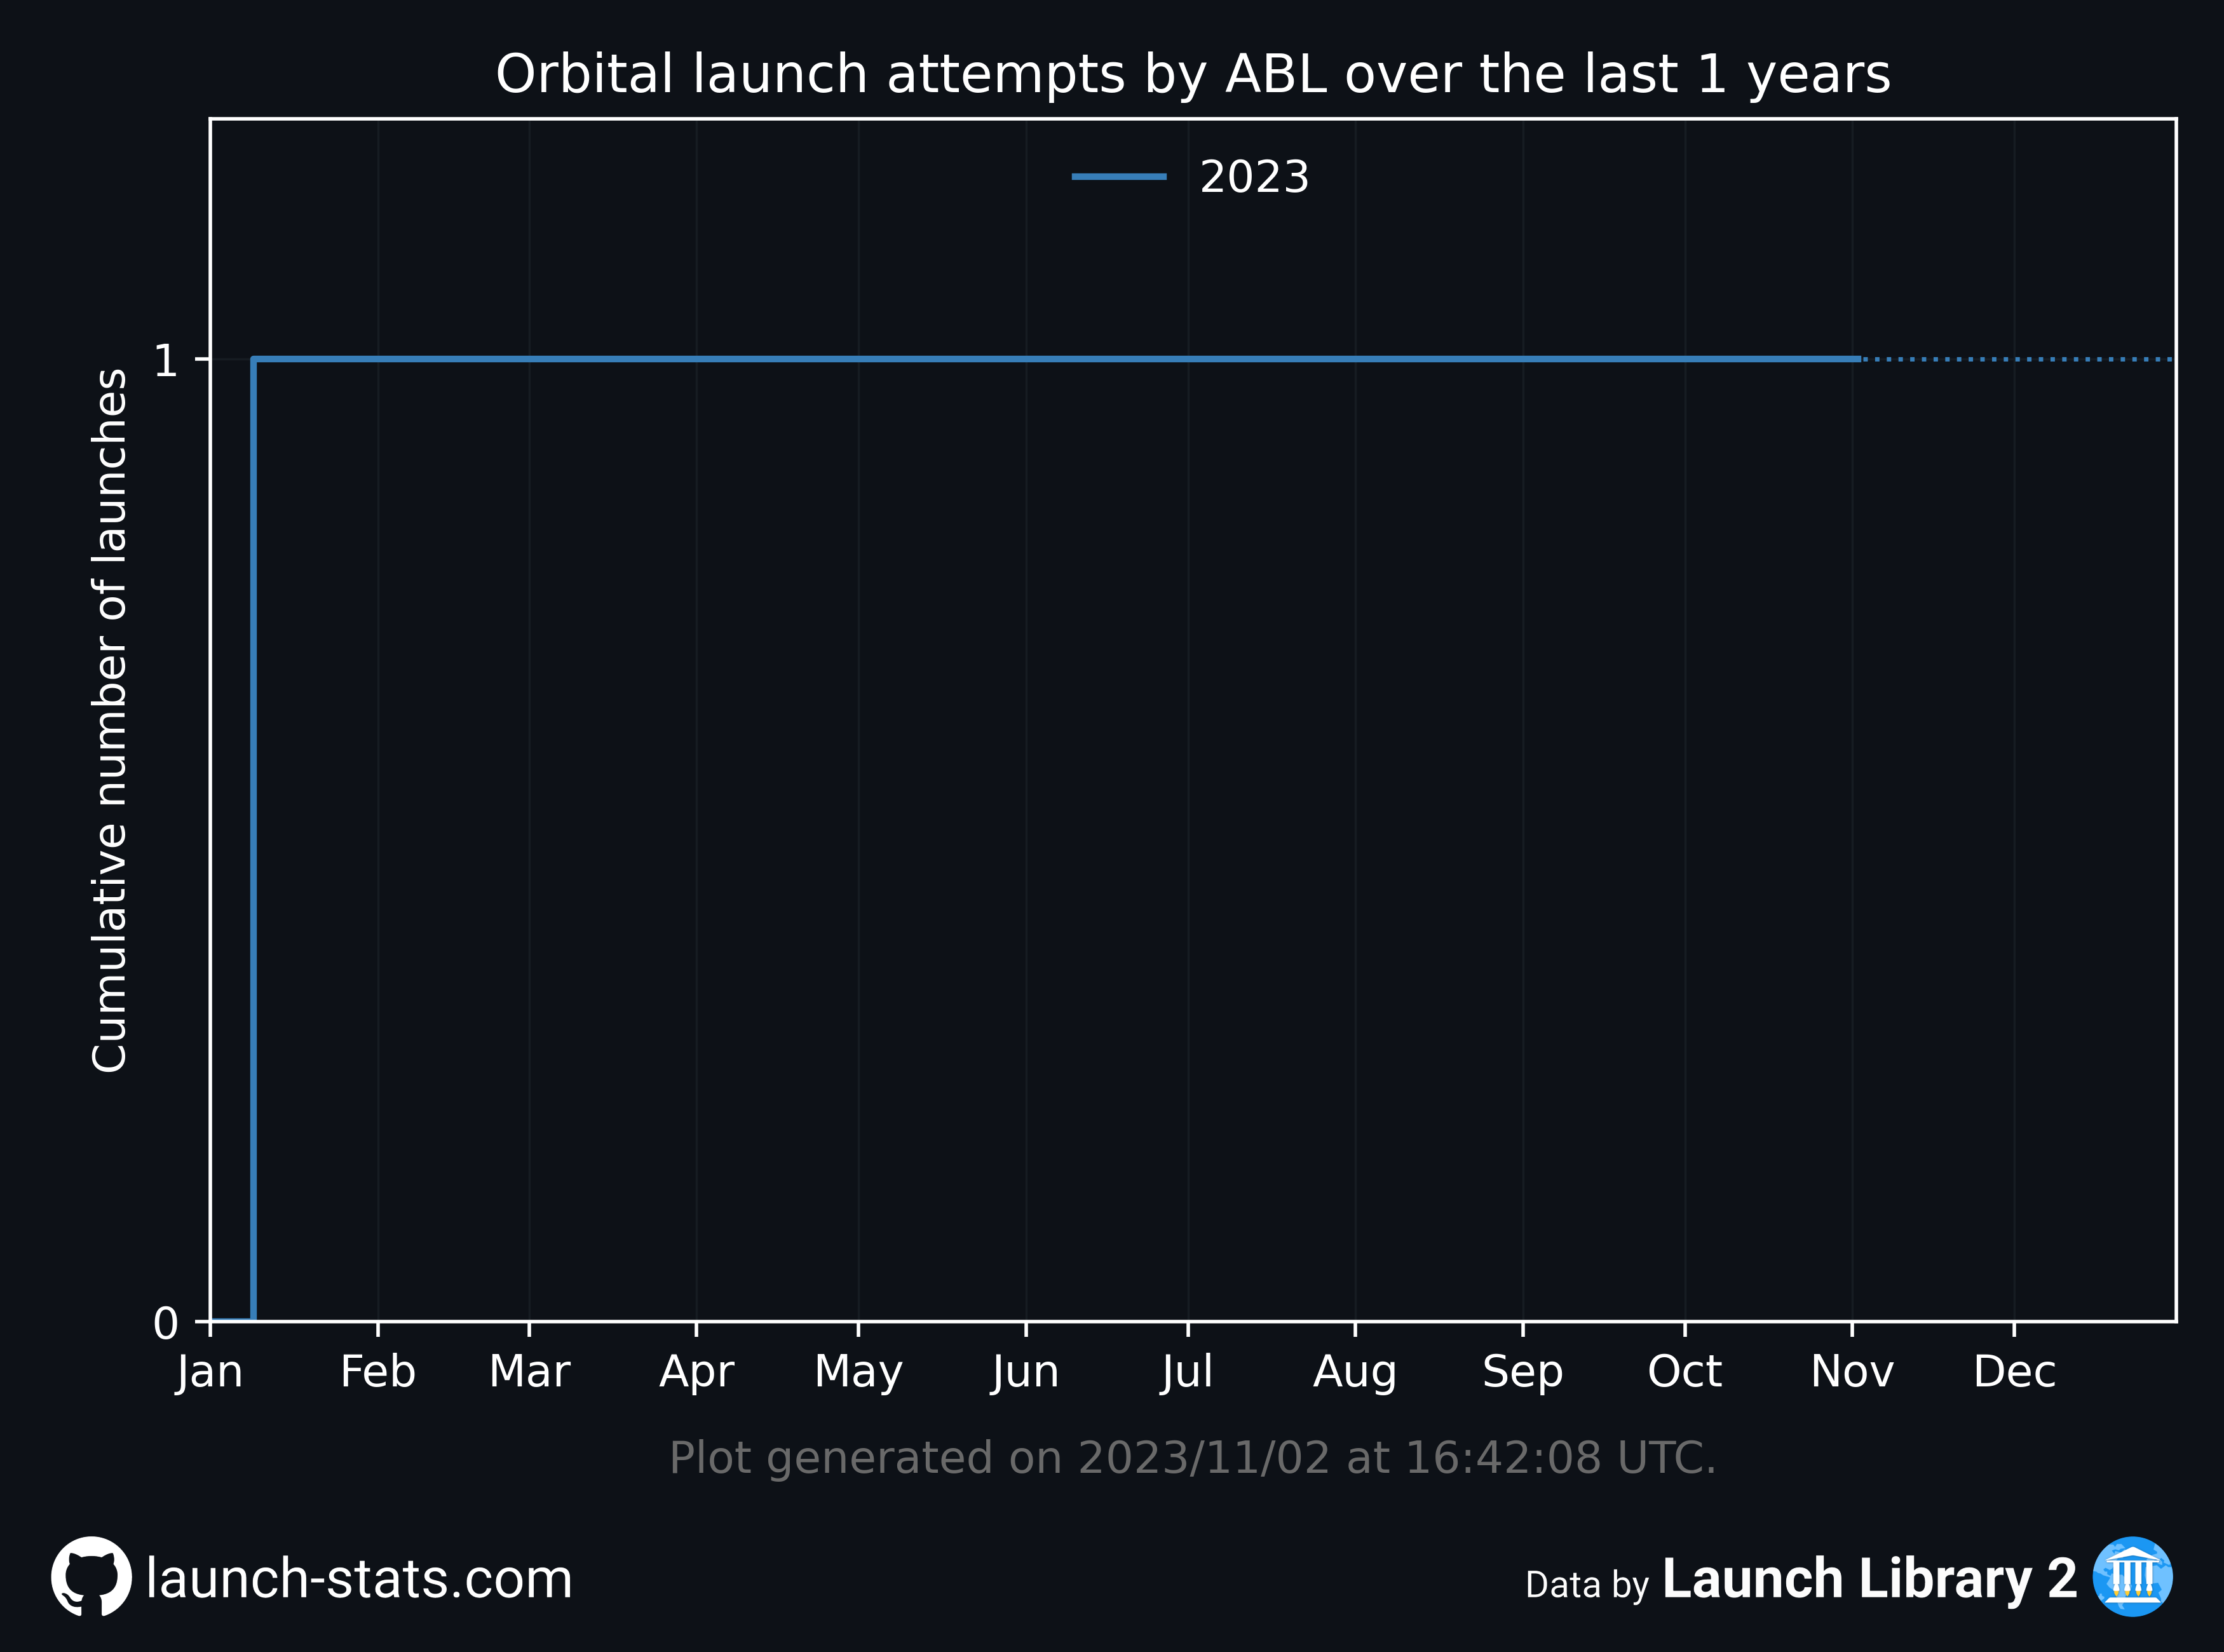 Orbital launch attempts by ABL over the last 1 years
2023
1
0
Cumulative number of launches
Jan Feb Mar Apr May Jun Jul Aug Sep Oct Nov Dec
Plot generated on 2023/11/02 at 16:42:08 UTC.
launch-stats.com
Data by Launch Library 2